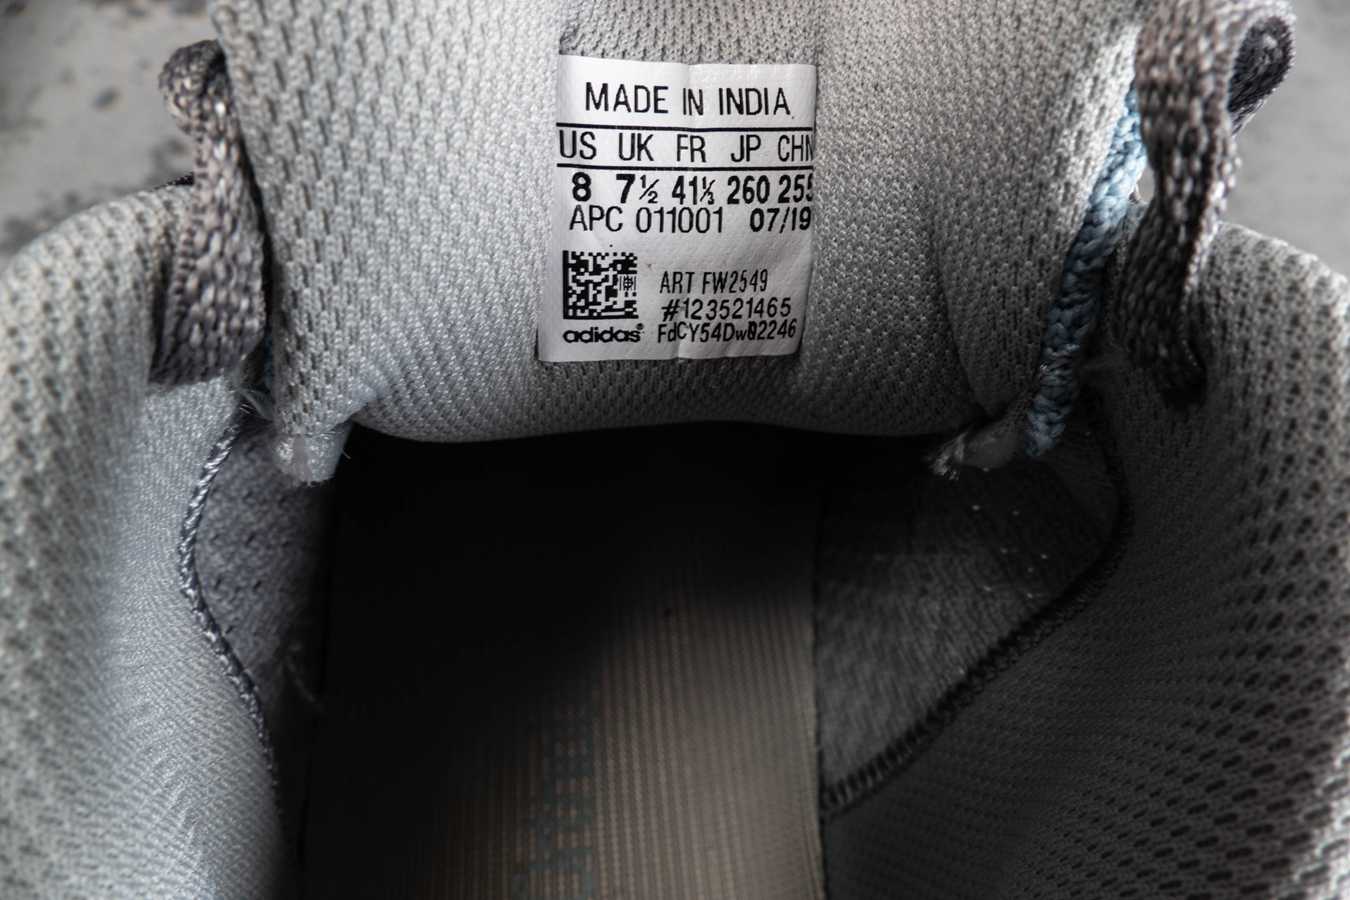 MADE IN INDIA
US UK FR JP CHN
8 7½ 41⅓ 260 255
APC 011001 07/19
ART FW2549
#123521465
adidas® FdCY54Dw02246